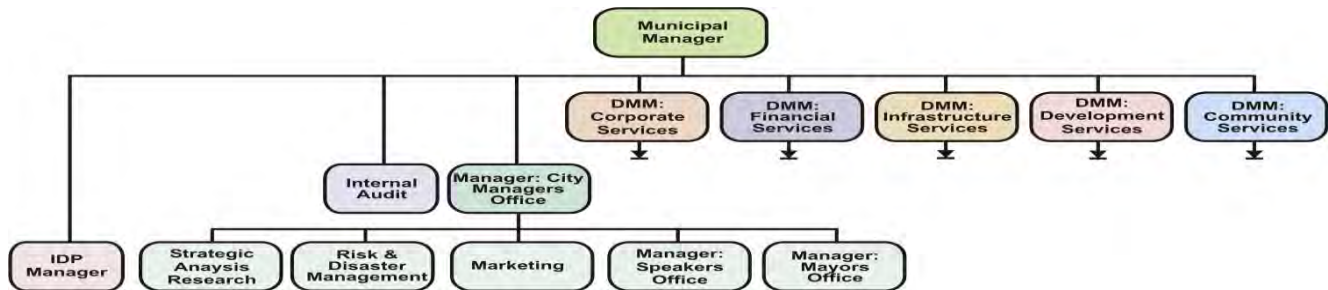 Municipal
Manager
DMM:
Corporate
Services
DMM:
Financial
Services
DMM:
Infrastructure
Services
DMM:
Development
Services
DMM:
Community
Services
Internal
Audit
Manager: City
Managers
Office
IDP
Manager
Strategic
Anaysis
Research
Risk &
Disaster
Management
Marketing
Manager:
Speakers
Office
Manager:
Mayors
Office